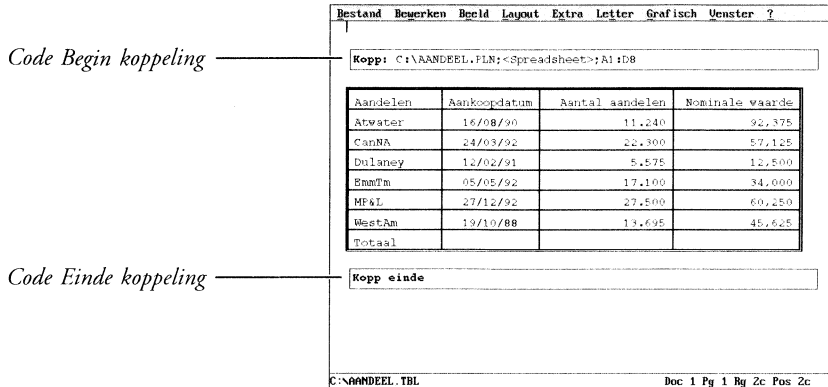 Bestand Bewerken Beeld Layout Extra Letter Grafisch Venster ?
Code Begin koppeling
Kopp: C:\AANDEEL.PLN;<Spreadsheet>;A1:D8
Aandelen Aankoopdatum Aantal aandelen Nominale waarde
Atwater 16/08/90 11.240 92,375
CanNA 24/03/92 22.300 57,125
Dulaney 12/02/91 5.575 12,500
EmmTm 05/05/92 17.100 34,000
MP&L 27/12/92 27.500 60,250
WestAm 19/10/88 13.695 45,625
Totaal
Code Einde koppeling
Kopp einde
C:\AANDEEL.TBL Doc 1 Pg 1 Rg 2c Pos 2c